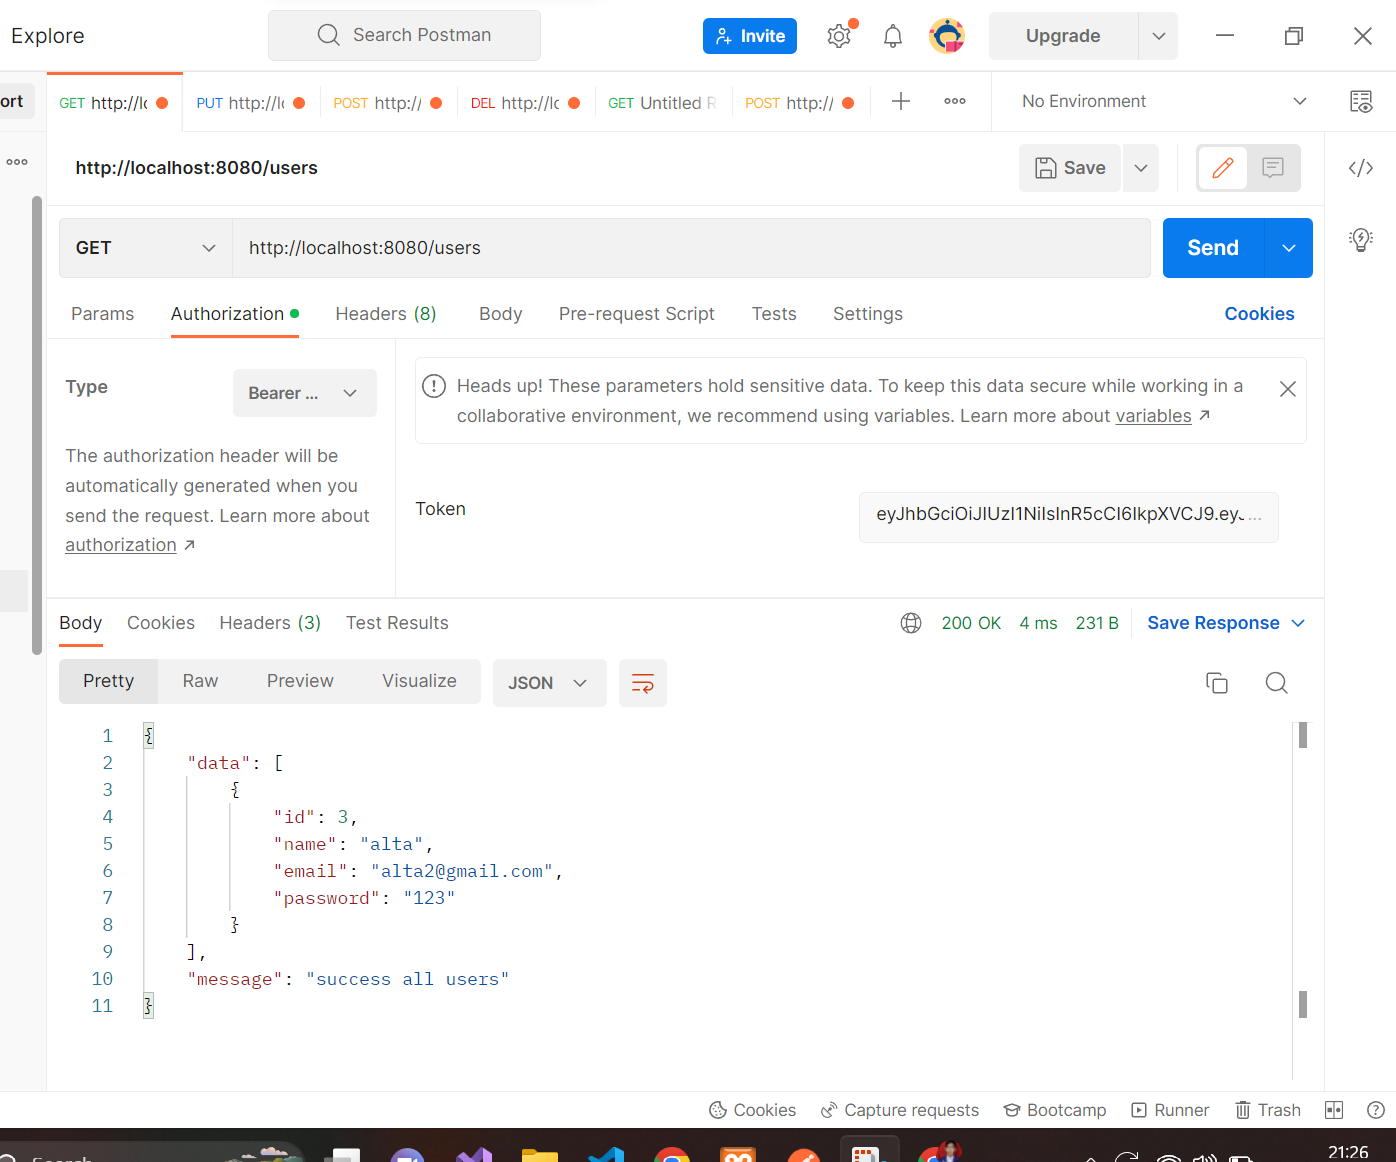 Explore
Search Postman
Invite
Upgrade
ort
GET http://lo
PUT http://lo
POST http://
DEL http://lo
GET Untitled R
POST http://
No Environment
http://localhost:8080/users
Save
GET
http://localhost:8080/users
Send
Params
Authorization
Headers (8)
Body
Pre-request Script
Tests
Settings
Cookies
Type
Bearer ...
The authorization header will be
automatically generated when you
send the request. Learn more about
authorization
Heads up! These parameters hold sensitive data. To keep this data secure while working in a
collaborative environment, we recommend using variables. Learn more about variables
Token
eyJhbGciOiJIUzI1NiIsInR5cCI6IkpXVCJ9.eyJ...
Body
Cookies
Headers (3)
Test Results
200 OK
4 ms
231 B
Save Response
Pretty
Raw
Preview
Visualize
JSON
1 {
2 "data": [
3 {
4 "id": 3,
5 "name": "alta",
6 "email": "alta2@gmail.com",
7 "password": "123"
8 }
9 ],
10 "message": "success all users"
11 }
Cookies
Capture requests
Bootcamp
Runner
Trash
Search
21:26